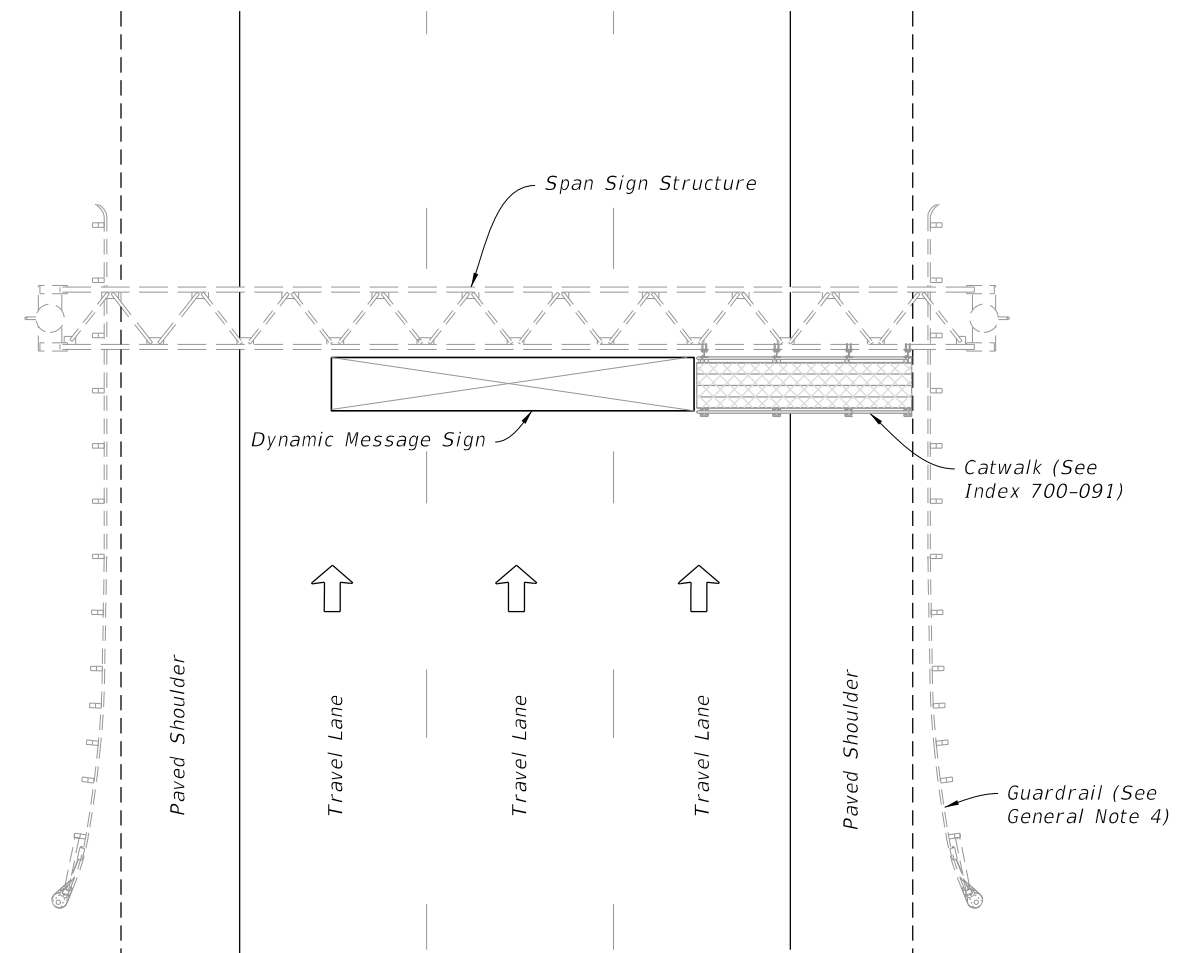 Span Sign Structure
Dynamic Message Sign
Catwalk (See
Index 700-091)
Paved Shoulder
Travel Lane
Travel Lane
Travel Lane
Paved Shoulder
Guardrail (See
General Note 4)